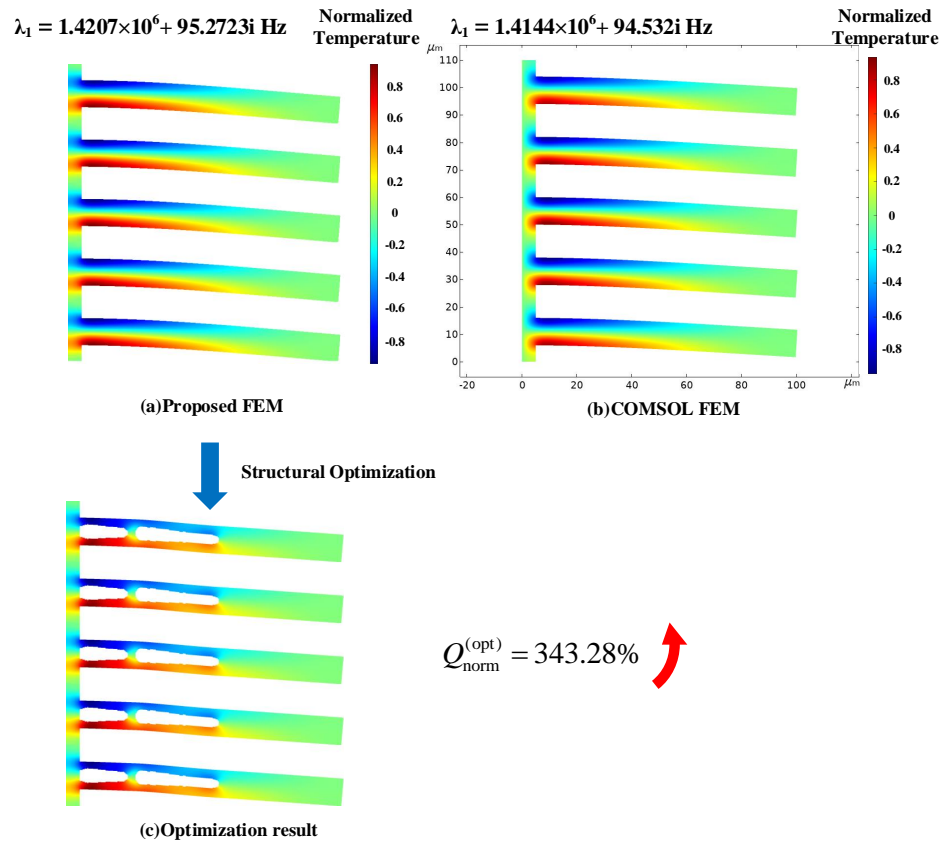 λ₁ = 1.4207×10⁶+ 95.2723i Hz
Normalized
Temperature
0.8
0.6
0.4
0.2
0
-0.2
-0.4
-0.6
-0.8
(a)Proposed FEM
λ₁ = 1.4144×10⁶+ 94.532i Hz
Normalized
Temperature
μm
110
100
90
80
70
60
50
40
30
20
10
0
-20
0
20
40
60
80
100
μm
0.8
0.6
0.4
0.2
0
-0.2
-0.4
-0.6
-0.8
(b)COMSOL FEM
Structural Optimization
Q_norm^(opt) = 343.28%
(c)Optimization result